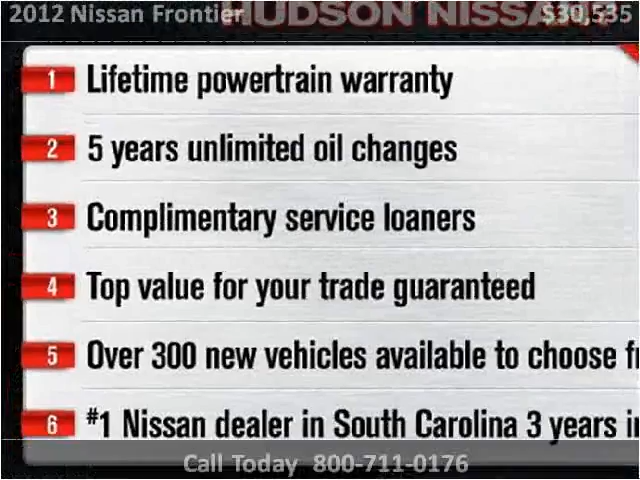 2012 Nissan Frontier
HUDSON NISSAN
$30,535
1 Lifetime powertrain warranty
2 5 years unlimited oil changes
3 Complimentary service loaners
4 Top value for your trade guaranteed
5 Over 300 new vehicles available to choose
6 #1 Nissan dealer in South Carolina 3 years
Call Today 800-711-0176